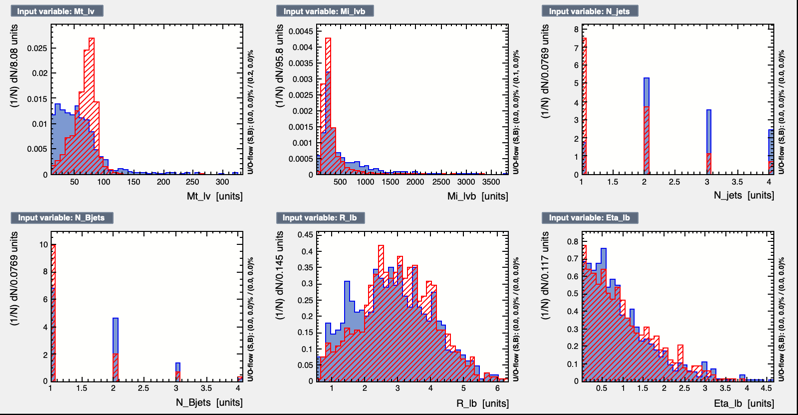 Input variable: Mt_lv
(1/N) dN/8.08 units
0.025
0.02
0.015
0.01
0.005
0
50 100 150 200 250 300
Mt_lv [units]
U/O-flow (S,B): (0.0, 0.0)% / (0.2, 0.0)%
Input variable: Mi_lvb
(1/N) dN/95.8 units
0.0045
0.004
0.0035
0.003
0.0025
0.002
0.0015
0.001
0.0005
0
500 1000 1500 2000 2500 3000 3500
Mi_lvb [units]
U/O-flow (S,B): (0.0, 0.0)% / (0.1, 0.0)%
Input variable: N_jets
(1/N) dN/0.0769 units
8
7
6
5
4
3
2
1
0
1 1.5 2 2.5 3 3.5 4
N_jets [units]
U/O-flow (S,B): (0.0, 0.0)% / (0.0, 0.0)%
Input variable: N_Bjets
(1/N) dN/0.0769 units
10
8
6
4
2
0
1 1.5 2 2.5 3 3.5 4
N_Bjets [units]
U/O-flow (S,B): (0.0, 0.0)% / (0.0, 0.0)%
Input variable: R_lb
(1/N) dN/0.145 units
0.45
0.4
0.35
0.3
0.25
0.2
0.15
0.1
0.05
0
1 2 3 4 5 6
R_lb [units]
U/O-flow (S,B): (0.0, 0.0)% / (0.0, 0.0)%
Input variable: Eta_lb
(1/N) dN/0.117 units
0.8
0.7
0.6
0.5
0.4
0.3
0.2
0.1
0
0.5 1 1.5 2 2.5 3 3.5 4 4.5
Eta_lb [units]
U/O-flow (S,B): (0.0, 0.0)% / (0.0, 0.0)%